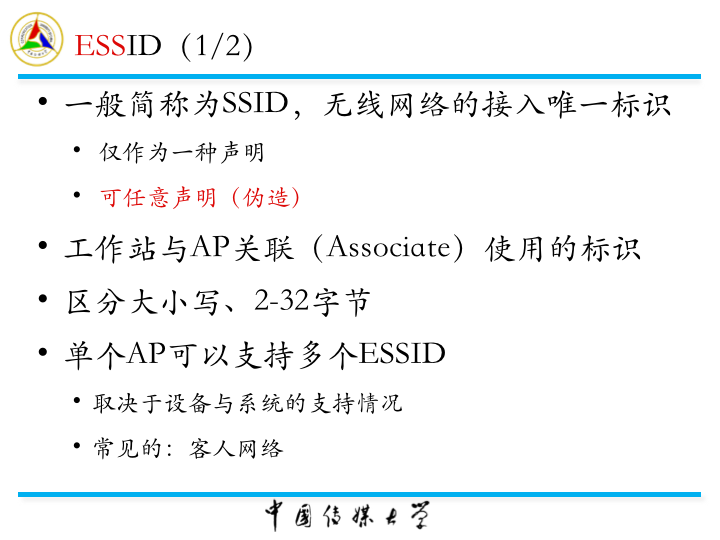 ESSID（1/2）
• 一般简称为SSID，无线网络的接入唯一标识
• 仅作为一种声明
• 可任意声明（伪造）
• 工作站与AP关联（Associate）使用的标识
• 区分大小写、2-32字节
• 单个AP可以支持多个ESSID
• 取决于设备与系统的支持情况
• 常见的：客人网络
中国传媒大学